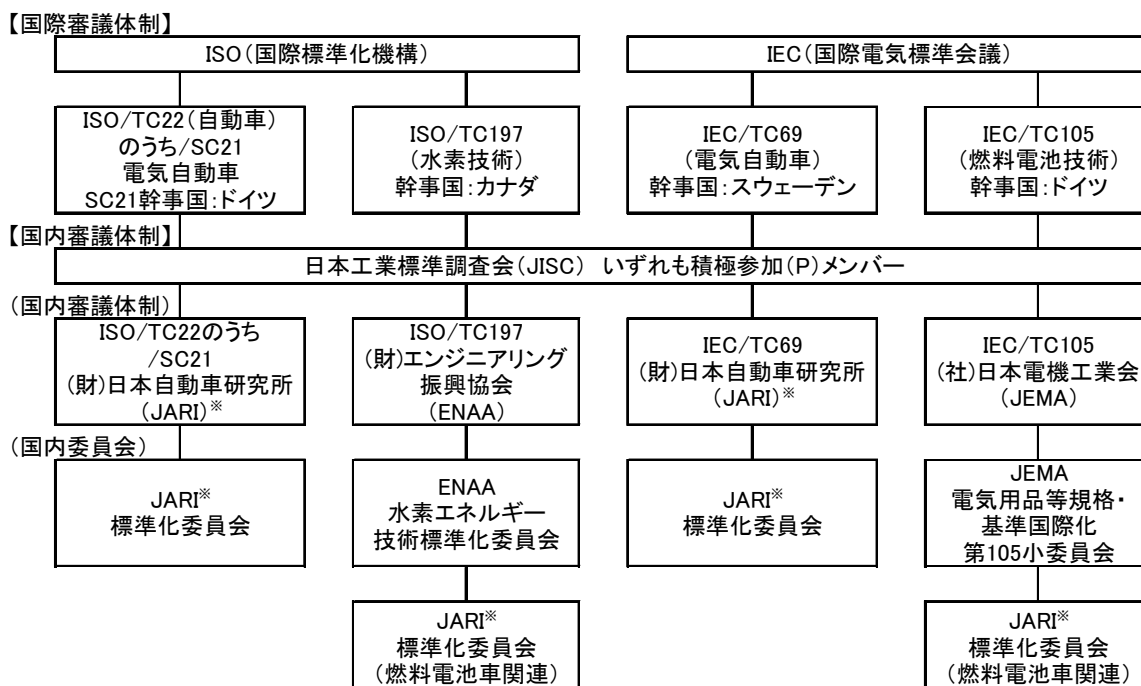 【国際審議体制】
ISO(国際標準化機構)
IEC(国際電気標準会議)
ISO/TC22(自動車)
のうち/SC21
電気自動車
SC21幹事国:ドイツ
ISO/TC197
(水素技術)
幹事国:カナダ
IEC/TC69
(電気自動車)
幹事国:スウェーデン
IEC/TC105
(燃料電池技術)
幹事国:ドイツ
【国内審議体制】
日本工業標準調査会(JISC) いずれも積極参加(P)メンバー
(国内審議体制)
ISO/TC22のうち
/SC21
(財)日本自動車研究所
(JARI)※
ISO/TC197
(財)エンジニアリング
振興協会
(ENAA)
IEC/TC69
(財)日本自動車研究所
(JARI)※
IEC/TC105
(社)日本電機工業会
(JEMA)
(国内委員会)
JARI※
標準化委員会
ENAA
水素エネルギー
技術標準化委員会
JARI※
標準化委員会
JEMA
電気用品等規格・
基準国際化
第105小委員会
JARI※
標準化委員会
(燃料電池車関連)
JARI※
標準化委員会
(燃料電池車関連)